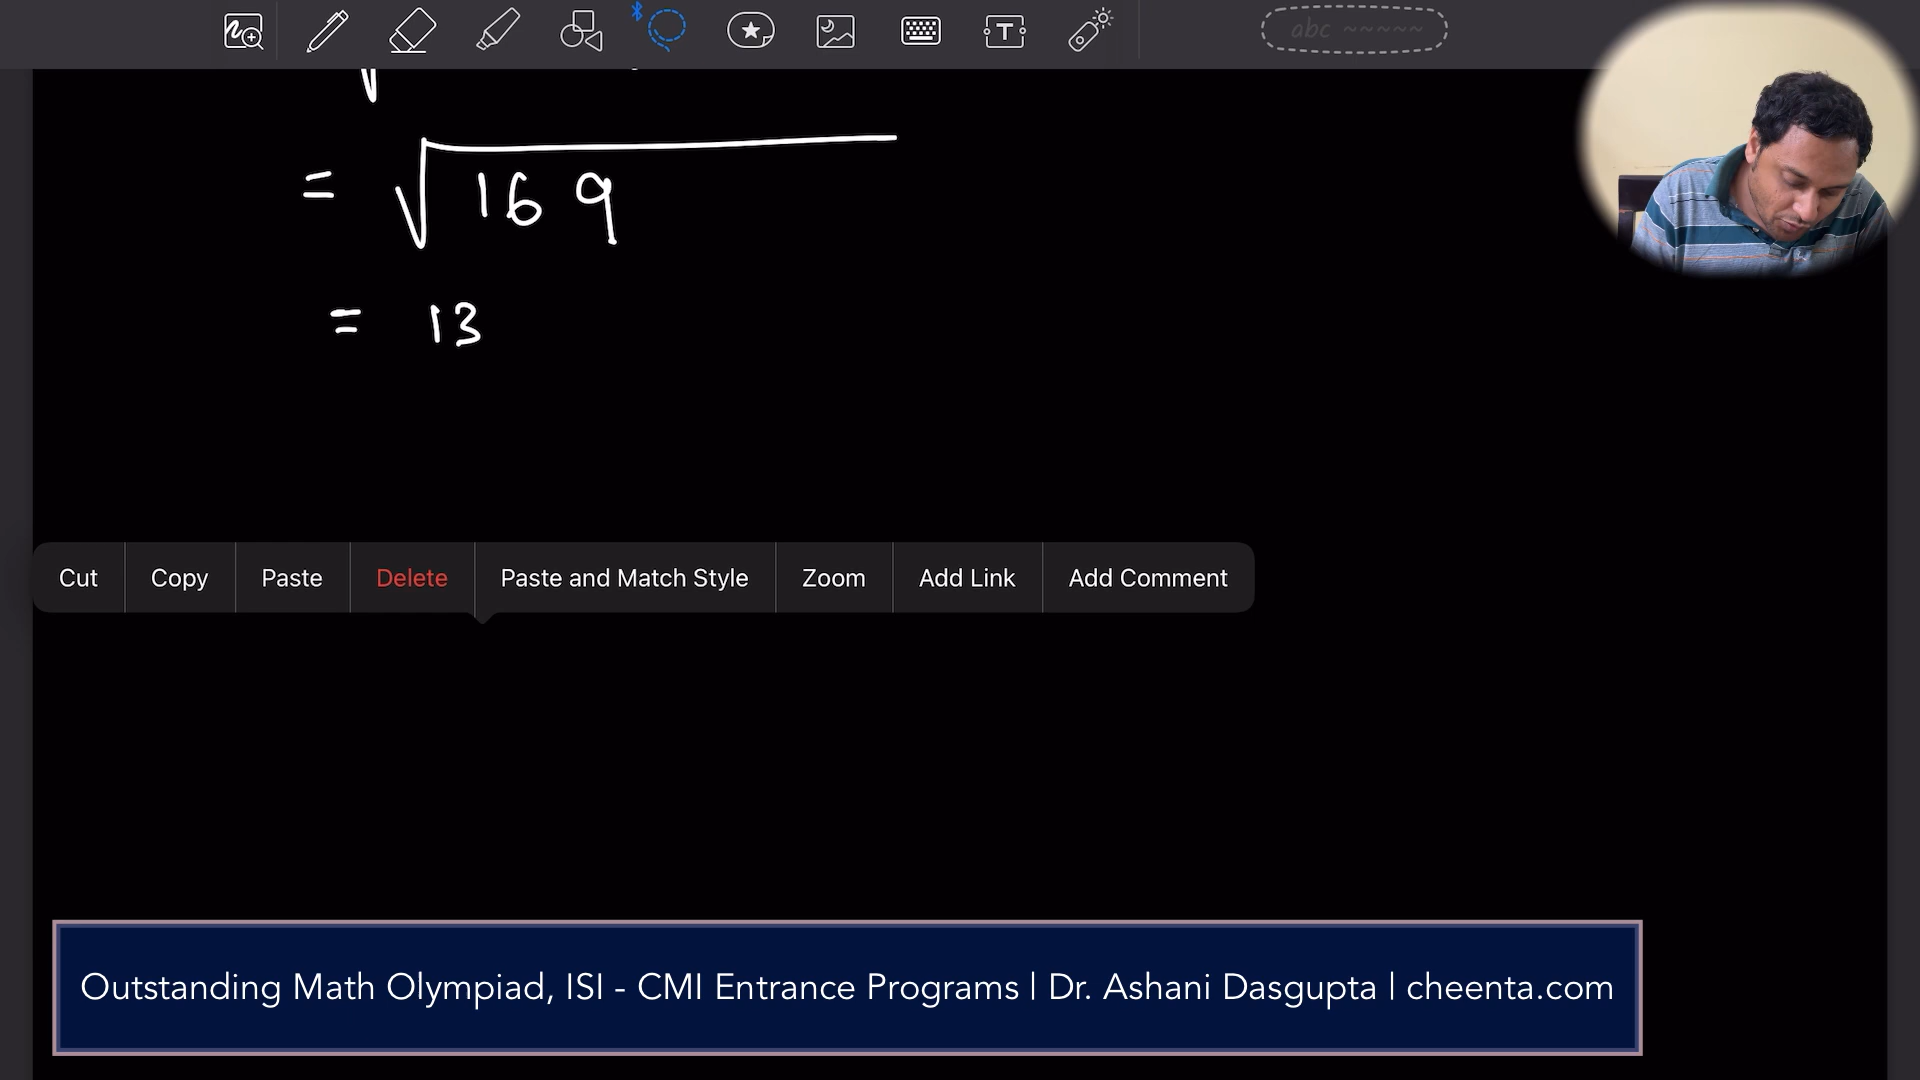 abc
= √169
= 13
Cut Copy Paste Delete Paste and Match Style Zoom Add Link Add Comment
Outstanding Math Olympiad, ISI - CMI Entrance Programs | Dr. Ashani Dasgupta | cheenta.com